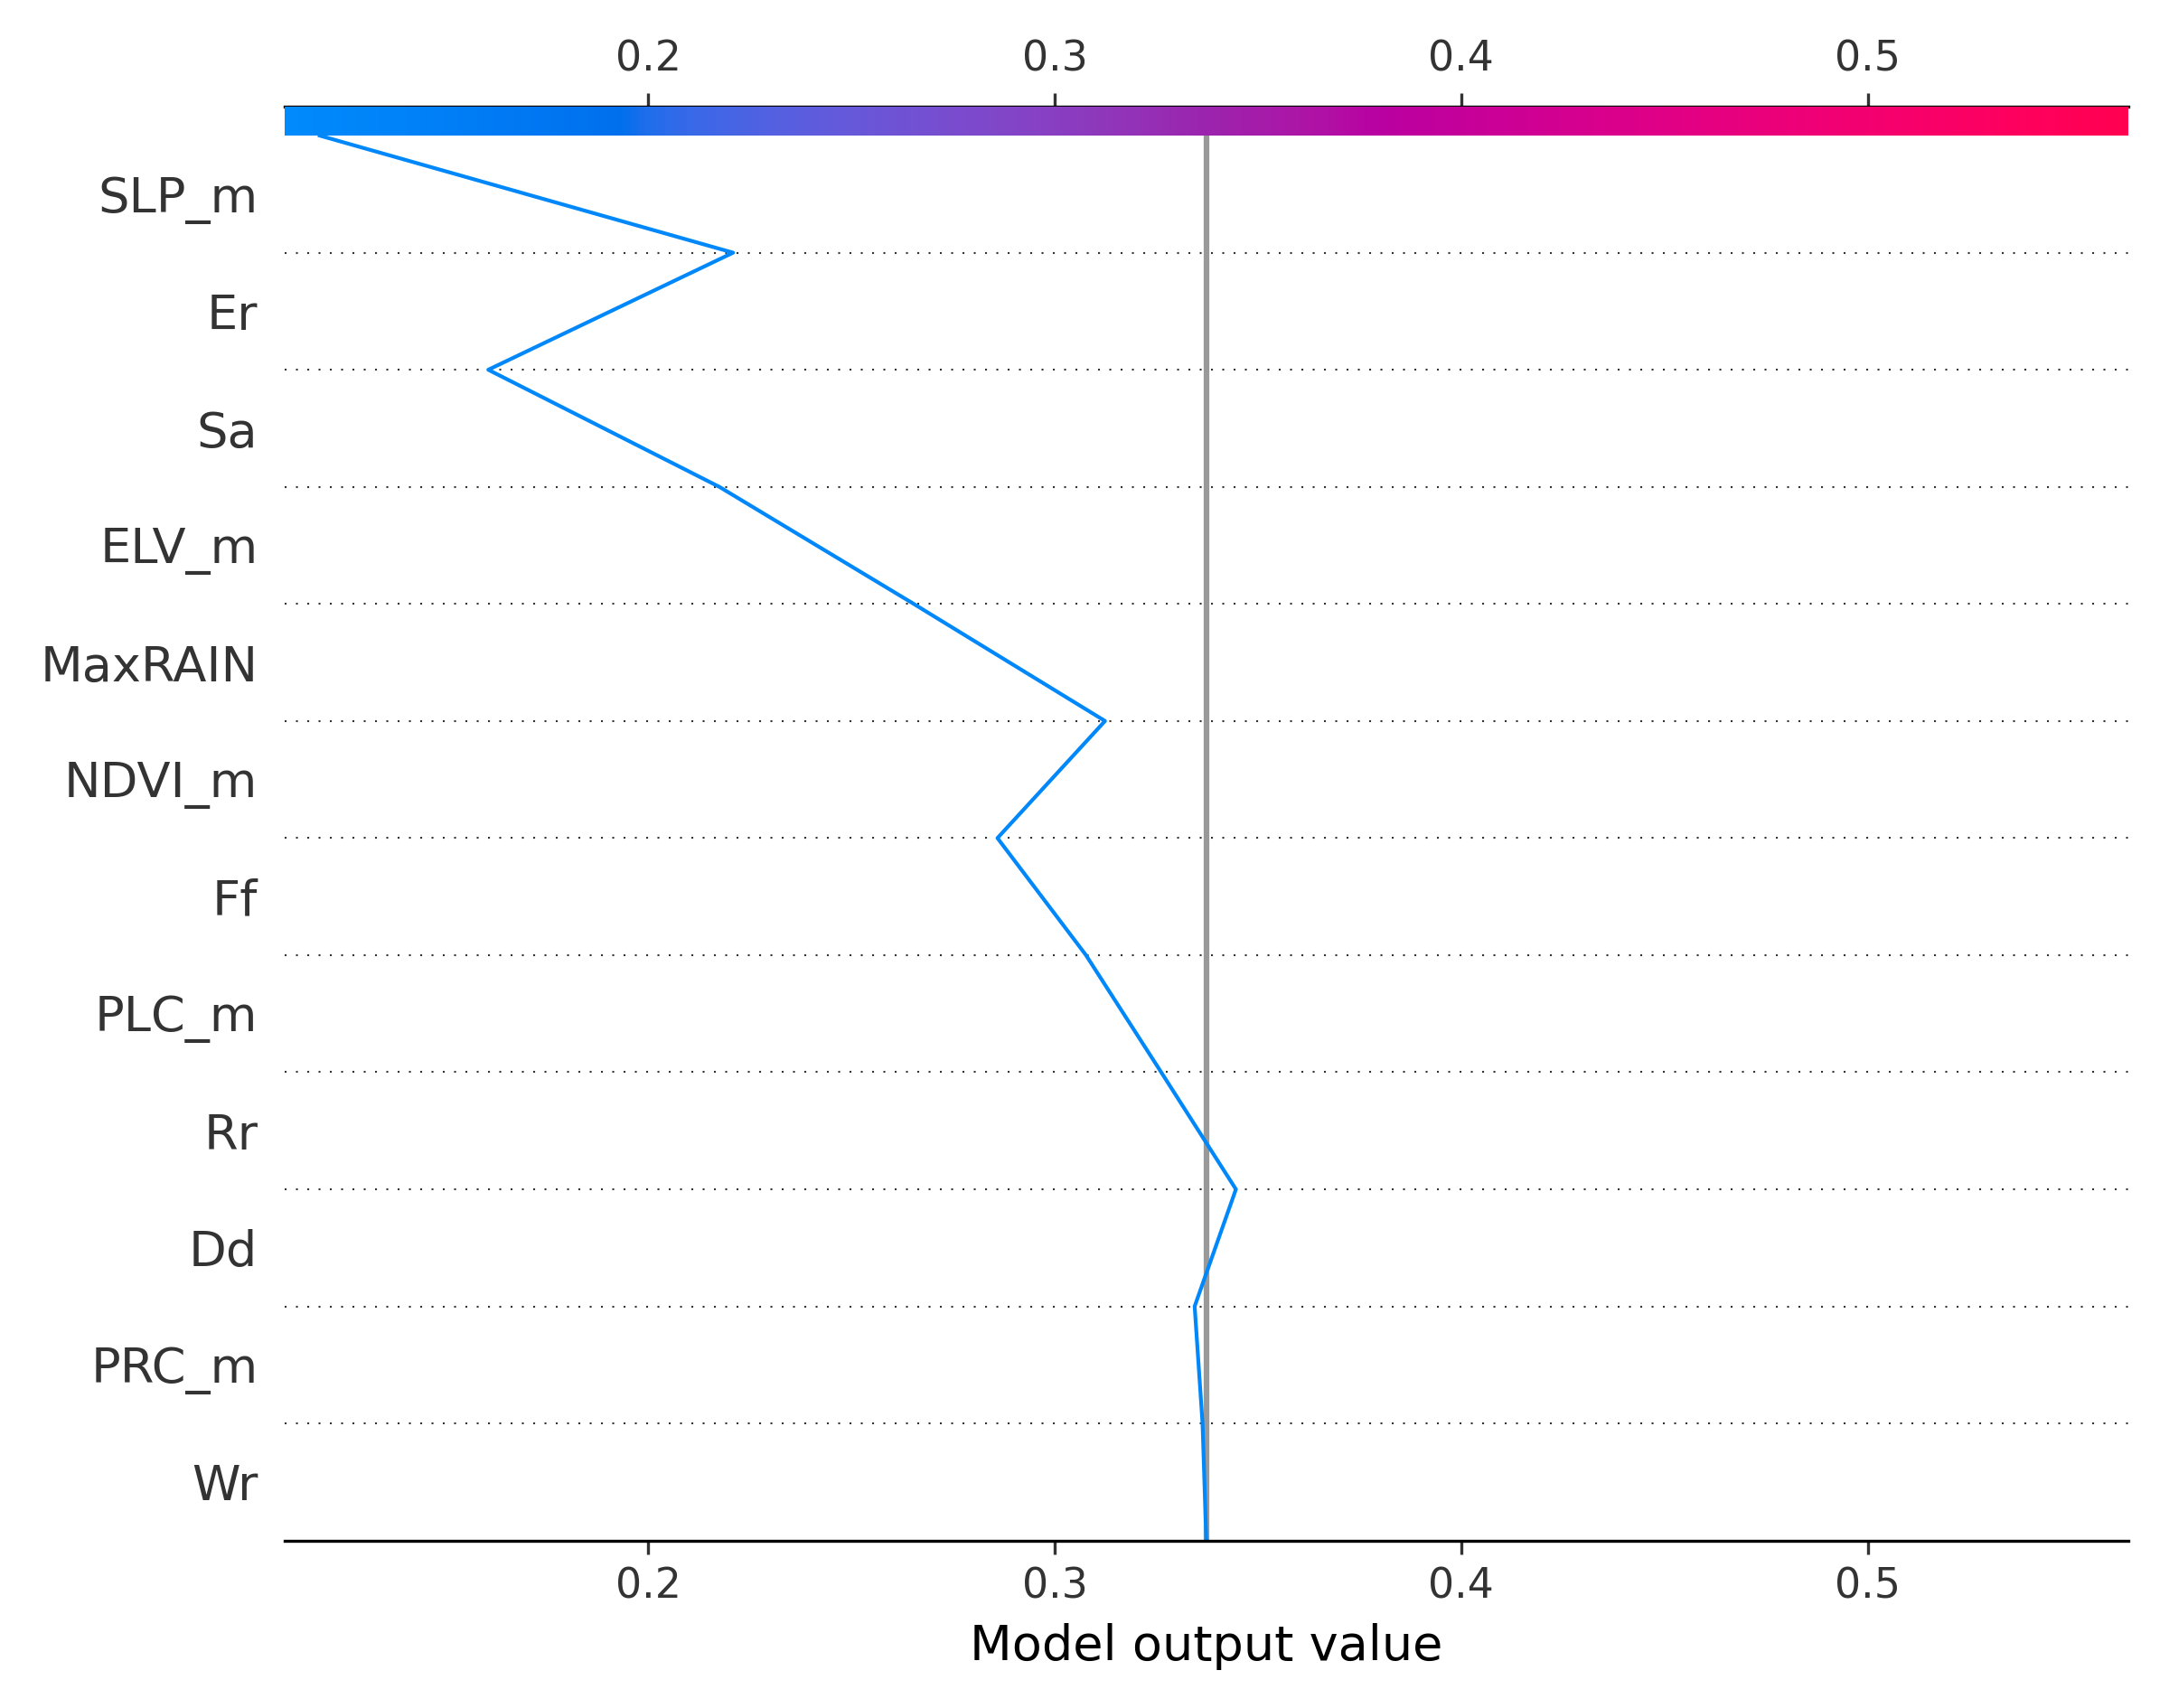 0.2 0.3 0.4 0.5
SLP_m
Er
Sa
ELV_m
MaxRAIN
NDVI_m
Ff
PLC_m
Rr
Dd
PRC_m
Wr
0.2 0.3 0.4 0.5
Model output value